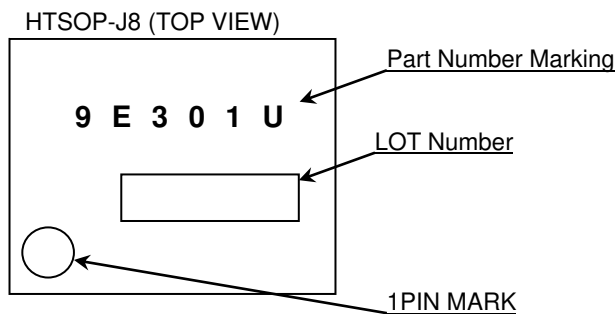 HTSOP-J8 (TOP VIEW)
Part Number Marking
9 E 3 0 1 U
LOT Number
1PIN MARK